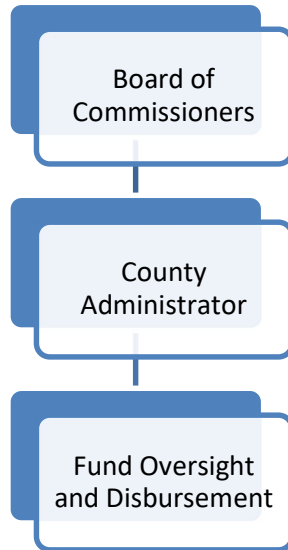 Board of
Commissioners
County
Administrator
Fund Oversight
and Disbursement